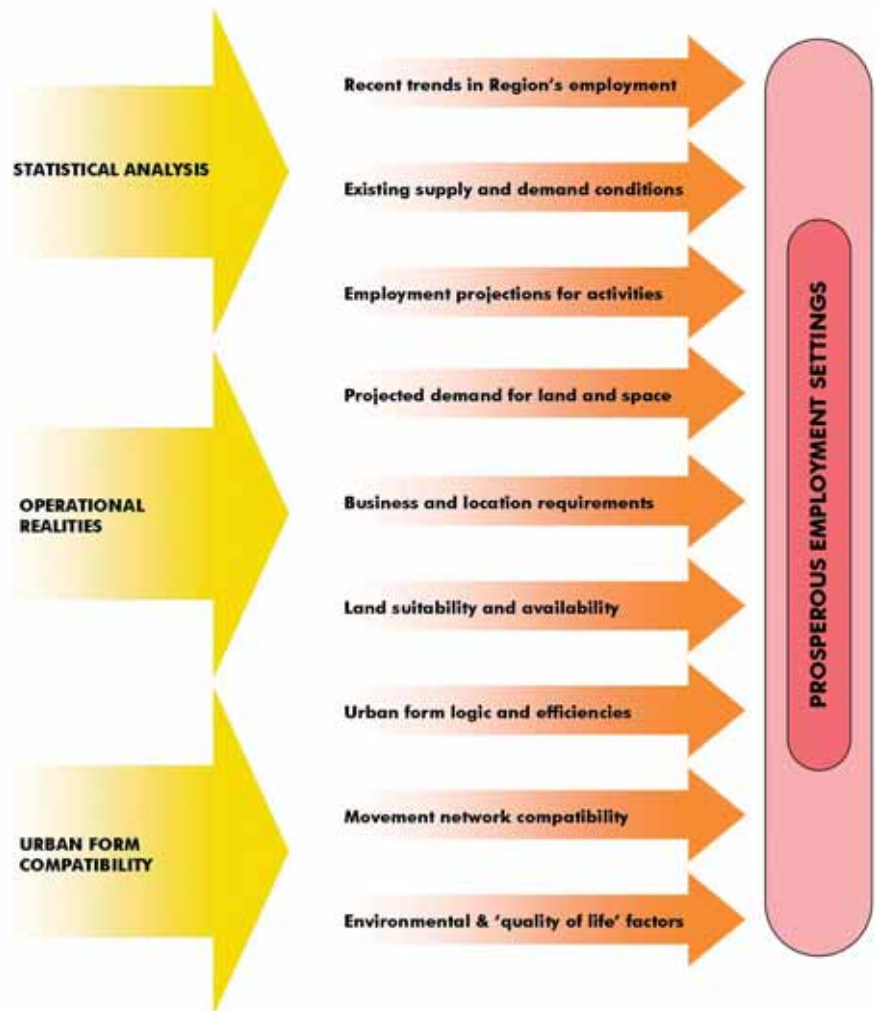 STATISTICAL ANALYSIS
OPERATIONAL
REALITIES
URBAN FORM
COMPATIBILITY
Recent trends in Region's employment
Existing supply and demand conditions
Employment projections for activities
Projected demand for land and space
Business and location requirements
Land suitability and availability
Urban form logic and efficiencies
Movement network compatibility
Environmental & 'quality of life' factors
PROSPEROUS EMPLOYMENT SETTINGS